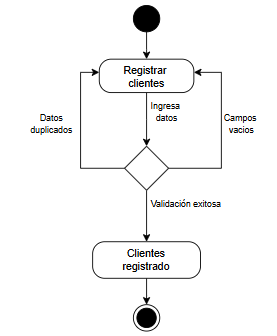 Registrar
clientes
Ingresa
datos
Datos
duplicados
Campos
vacios
Validación exitosa
Clientes
registrado